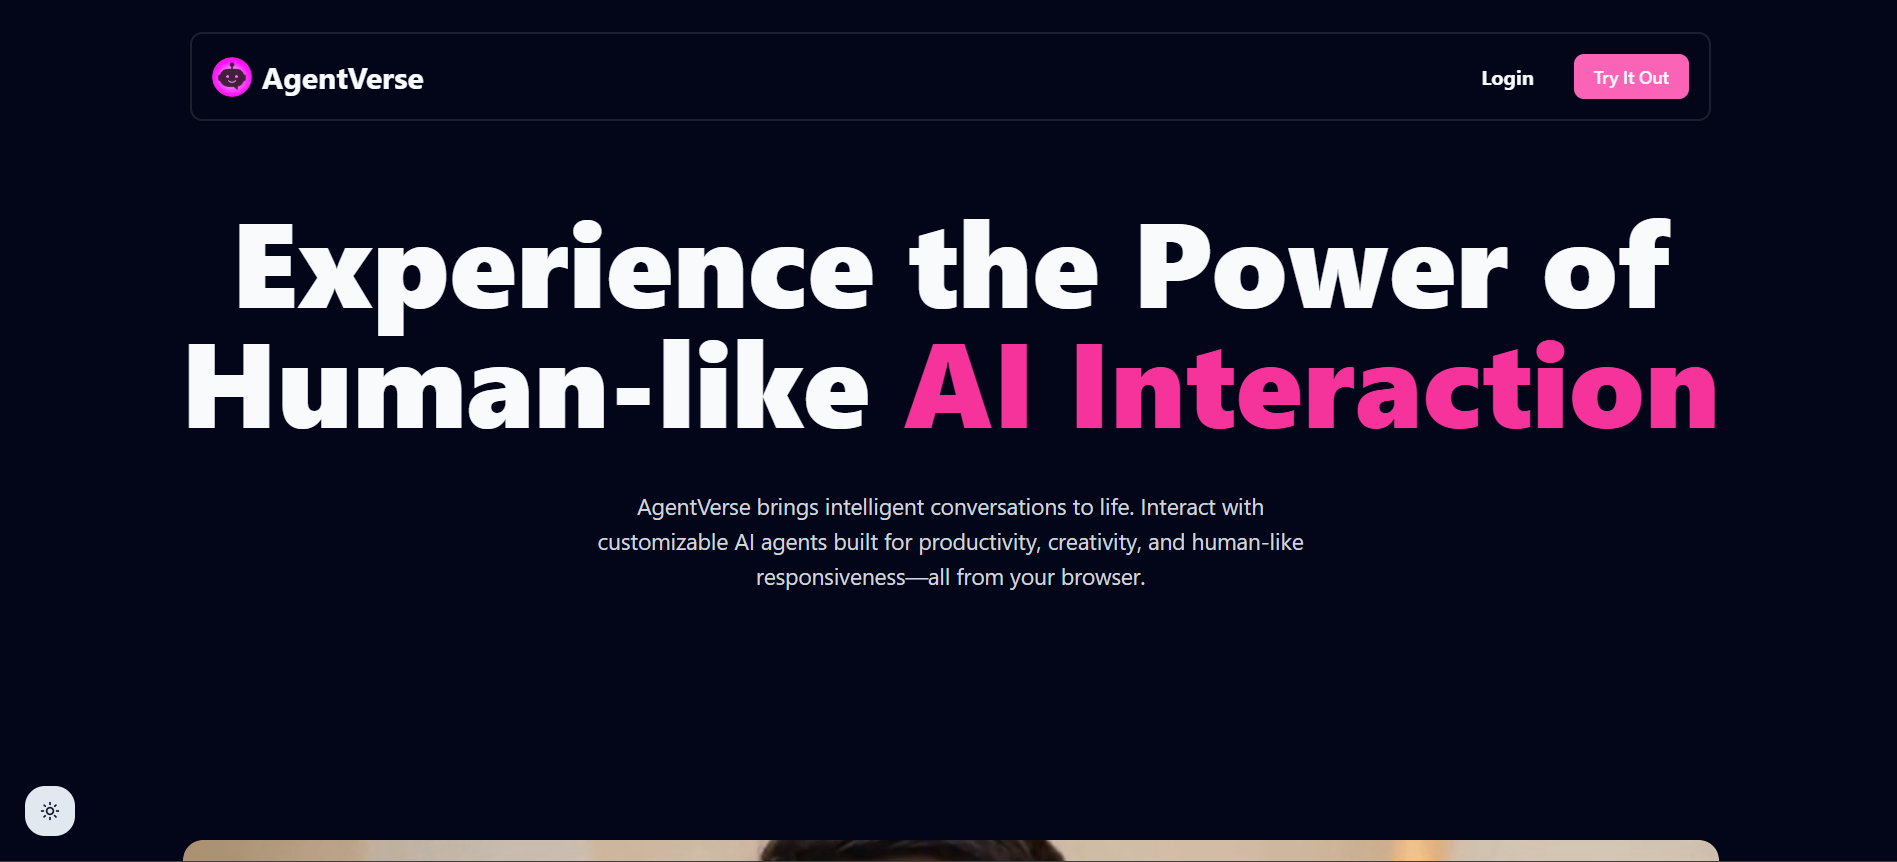 AgentVerse
Login
Try It Out
Experience the Power of
Human-like AI Interaction
AgentVerse brings intelligent conversations to life. Interact with
customizable AI agents built for productivity, creativity, and human-like
responsiveness—all from your browser.